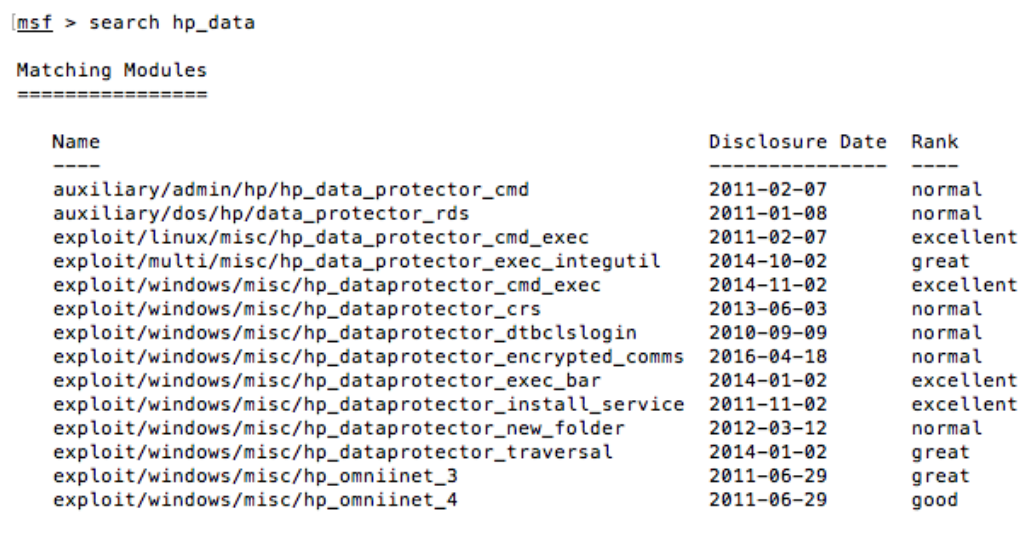 [msf > search hp_data
Matching Modules
================
Name Disclosure Date Rank
---- --------------- ----
auxiliary/admin/hp/hp_data_protector_cmd 2011-02-07 normal
auxiliary/dos/hp/data_protector_rds 2011-01-08 normal
exploit/linux/misc/hp_data_protector_cmd_exec 2011-02-07 excellent
exploit/multi/misc/hp_data_protector_exec_integutil 2014-10-02 great
exploit/windows/misc/hp_dataprotector_cmd_exec 2014-11-02 excellent
exploit/windows/misc/hp_dataprotector_crs 2013-06-03 normal
exploit/windows/misc/hp_dataprotector_dtbclslogin 2010-09-09 normal
exploit/windows/misc/hp_dataprotector_encrypted_comms 2016-04-18 normal
exploit/windows/misc/hp_dataprotector_exec_bar 2014-01-02 excellent
exploit/windows/misc/hp_dataprotector_install_service 2011-11-02 excellent
exploit/windows/misc/hp_dataprotector_new_folder 2012-03-12 normal
exploit/windows/misc/hp_dataprotector_traversal 2014-01-02 great
exploit/windows/misc/hp_omniinet_3 2011-06-29 great
exploit/windows/misc/hp_omniinet_4 2011-06-29 good